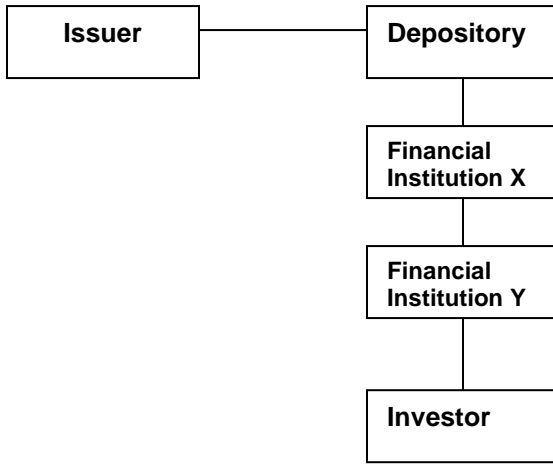 Issuer
Depository
Financial
Institution X
Financial
Institution Y
Investor